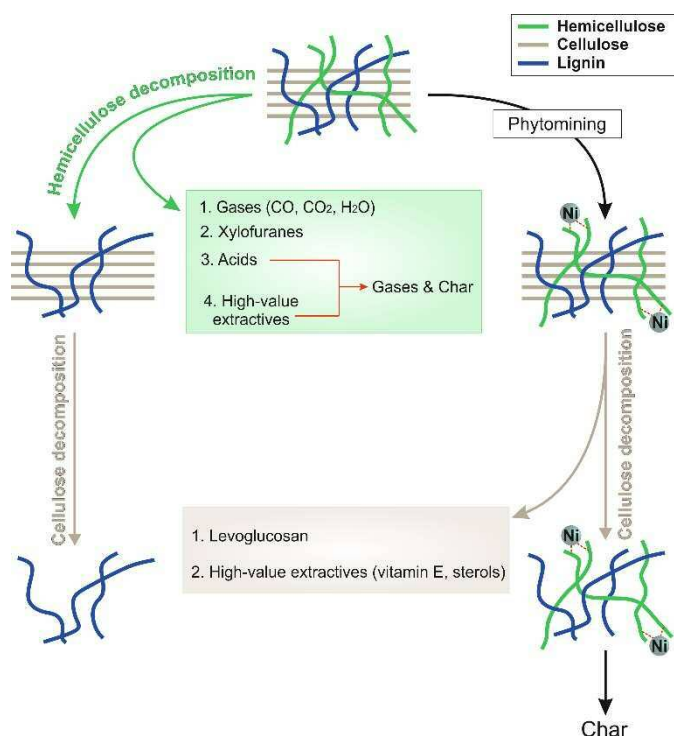 Hemicellulose
Cellulose
Lignin
Hemicellulose decomposition
Phytomining
1. Gases (CO, CO₂, H₂O)
2. Xylofuranes
3. Acids
4. High-value
extractives
Gases & Char
Ni
Ni
Cellulose decomposition
Cellulose decomposition
1. Levoglucosan
2. High-value extractives (vitamin E, sterols)
Ni
Ni
Char